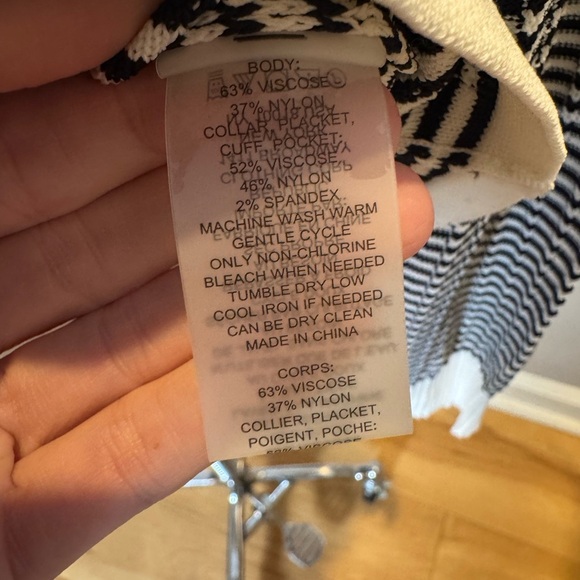 BODY:
63% VISCOSE
37% NYLON
COLLAR, PLACKET,
CUFF, POCKET:
52% VISCOSE
46% NYLON
2% SPANDEX
MACHINE WASH WARM
GENTLE CYCLE
ONLY NON-CHLORINE
BLEACH WHEN NEEDED
TUMBLE DRY LOW
COOL IRON IF NEEDED
CAN BE DRY CLEAN
MADE IN CHINA
CORPS:
63% VISCOSE
37% NYLON
COLLIER, PLACKET,
POIGENT, POCHE:
52% VISCOSE